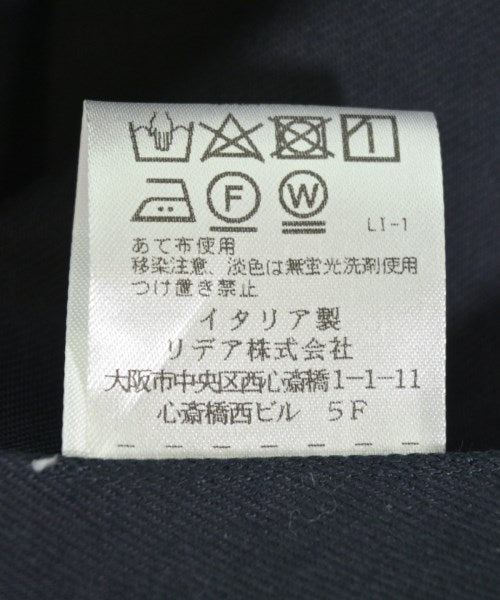 F W
LI-1
あて布使用
移染注意、淡色は無蛍光洗剤使用
つけ置き禁止
イタリア製
リデア株式会社
大阪市中央区西心斎橋1-1-11
心斎橋西ビル 5F